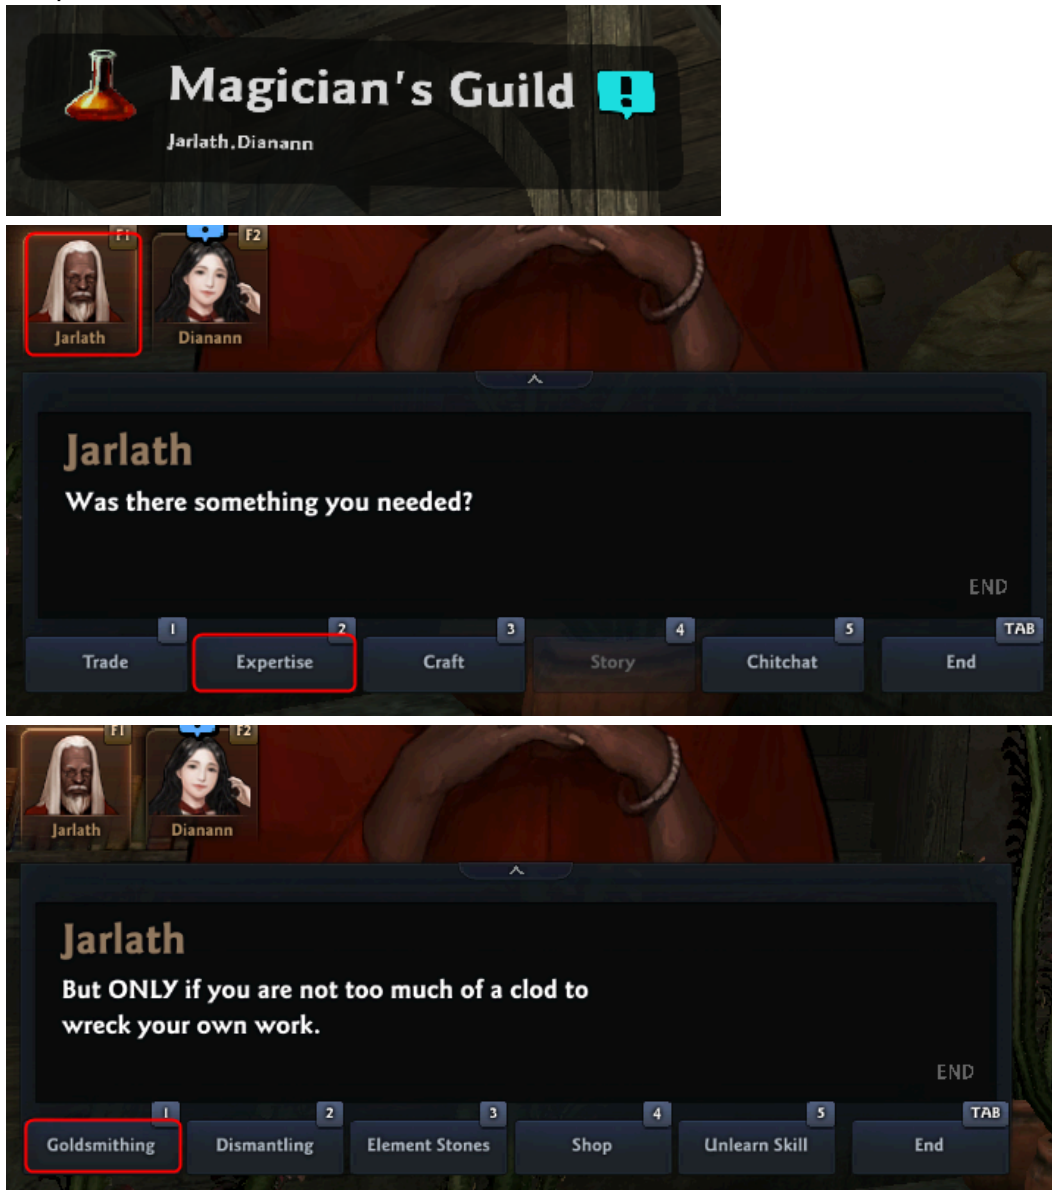 Magician's Guild
Jarlath,Dianann
F1 F2
Jarlath Dianann
Jarlath
Was there something you needed?
END
1 2 3 4 5 TAB
Trade Expertise Craft Story Chitchat End
F1 F2
Jarlath Dianann
Jarlath
But ONLY if you are not too much of a clod to
wreck your own work.
END
1 2 3 4 5 TAB
Goldsmithing Dismantling Element Stones Shop Unlearn Skill End